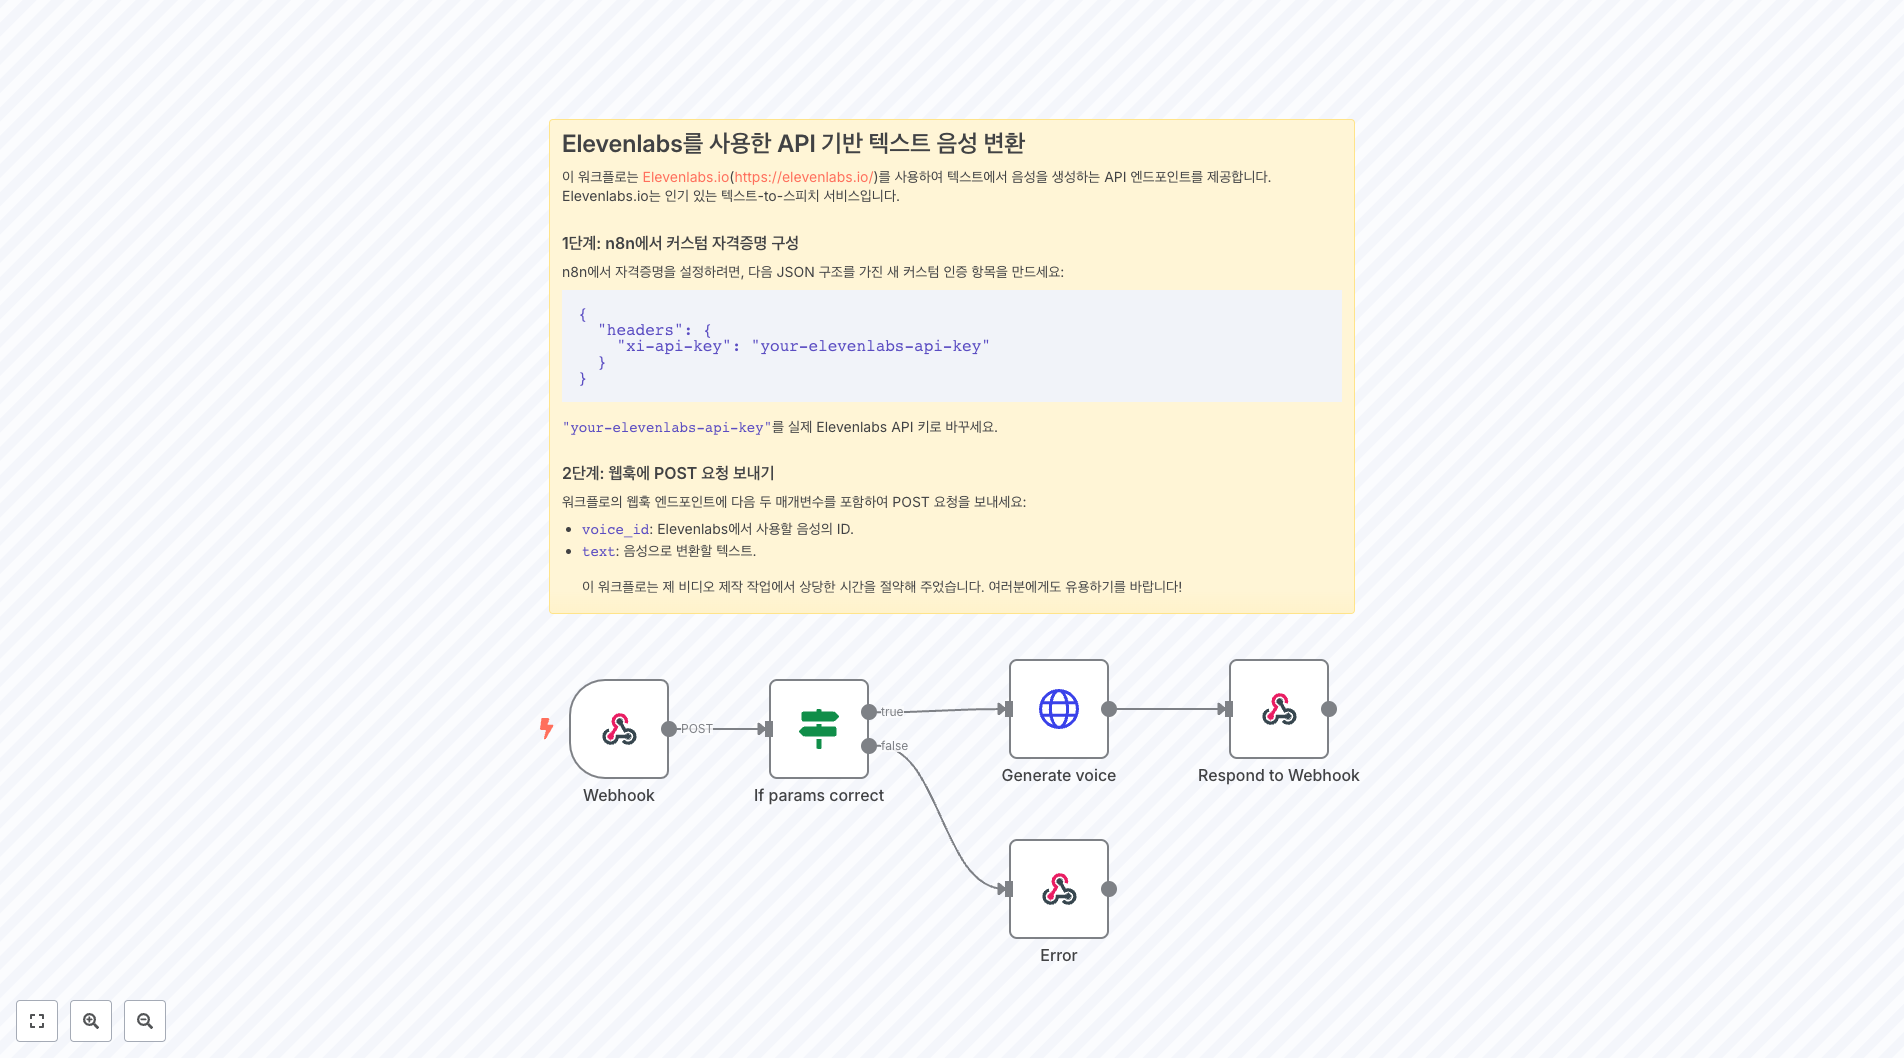 Elevenlabs를 사용한 API 기반 텍스트 음성 변환
이 워크플로는 Elevenlabs.io(https://elevenlabs.io/)를 사용하여 텍스트에서 음성을 생성하는 API 엔드포인트를 제공합니다.
Elevenlabs.io는 인기 있는 텍스트-to-스피치 서비스입니다.
1단계: n8n에서 커스텀 자격증명 구성
n8n에서 자격증명을 설정하려면, 다음 JSON 구조를 가진 새 커스텀 인증 항목을 만드세요:
{
"headers": {
"xi-api-key": "your-elevenlabs-api-key"
}
}
"your-elevenlabs-api-key"를 실제 Elevenlabs API 키로 바꾸세요.
2단계: 웹훅에 POST 요청 보내기
워크플로의 웹훅 엔드포인트에 다음 두 매개변수를 포함하여 POST 요청을 보내세요:
• voice_id: Elevenlabs에서 사용할 음성의 ID.
• text: 음성으로 변환할 텍스트.
이 워크플로는 제 비디오 제작 작업에서 상당한 시간을 절약해 주었습니다. 여러분에게도 유용하기를 바랍니다!
POST
true
false
Webhook
If params correct
Generate voice
Respond to Webhook
Error